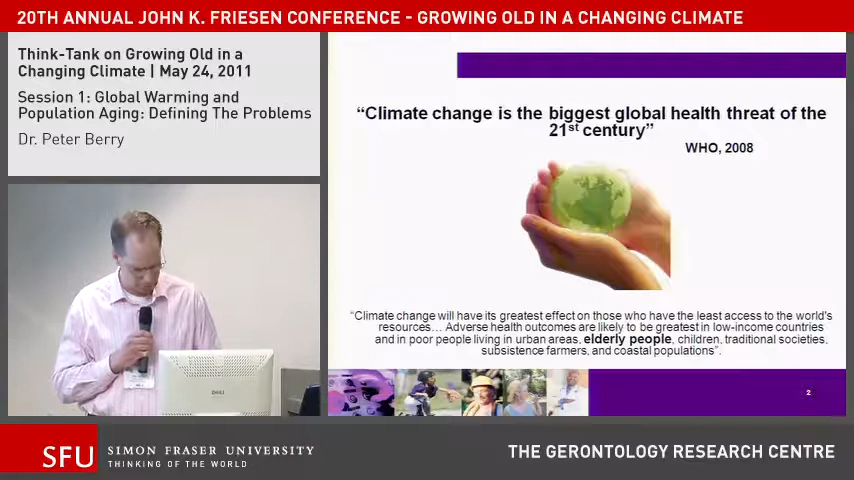 20TH ANNUAL JOHN K. FRIESEN CONFERENCE - GROWING OLD IN A CHANGING CLIMATE
Think-Tank on Growing Old in a
Changing Climate | May 24, 2011
Session 1: Global Warming and
Population Aging: Defining The Problems
Dr. Peter Berry
“Climate change is the biggest global health threat of the
21st century”
WHO, 2008
“Climate change will have its greatest effect on those who have the least access to the world's
resources… Adverse health outcomes are likely to be greatest in low-income countries
and in poor people living in urban areas, elderly people, children, traditional societies,
subsistence farmers, and coastal populations”.
2
DELL
SFU SIMON FRASER UNIVERSITY
THINKING OF THE WORLD
THE GERONTOLOGY RESEARCH CENTRE